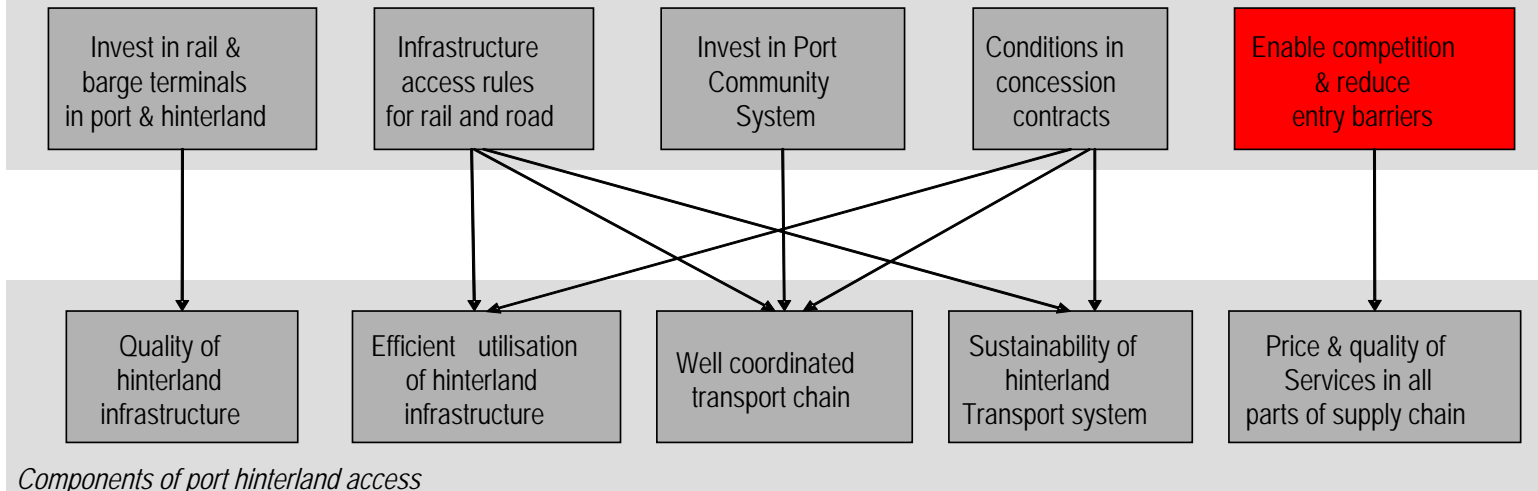 Invest in rail &
barge terminals
in port & hinterland
Infrastructure
access rules
for rail and road
Invest in Port
Community
System
Conditions in
concession
contracts
Enable competition
& reduce
entry barriers
Quality of
hinterland
infrastructure
Efficient utilisation
of hinterland
infrastructure
Well coordinated
transport chain
Sustainability of
hinterland
Transport system
Price & quality of
Services in all
parts of supply chain
Components of port hinterland access